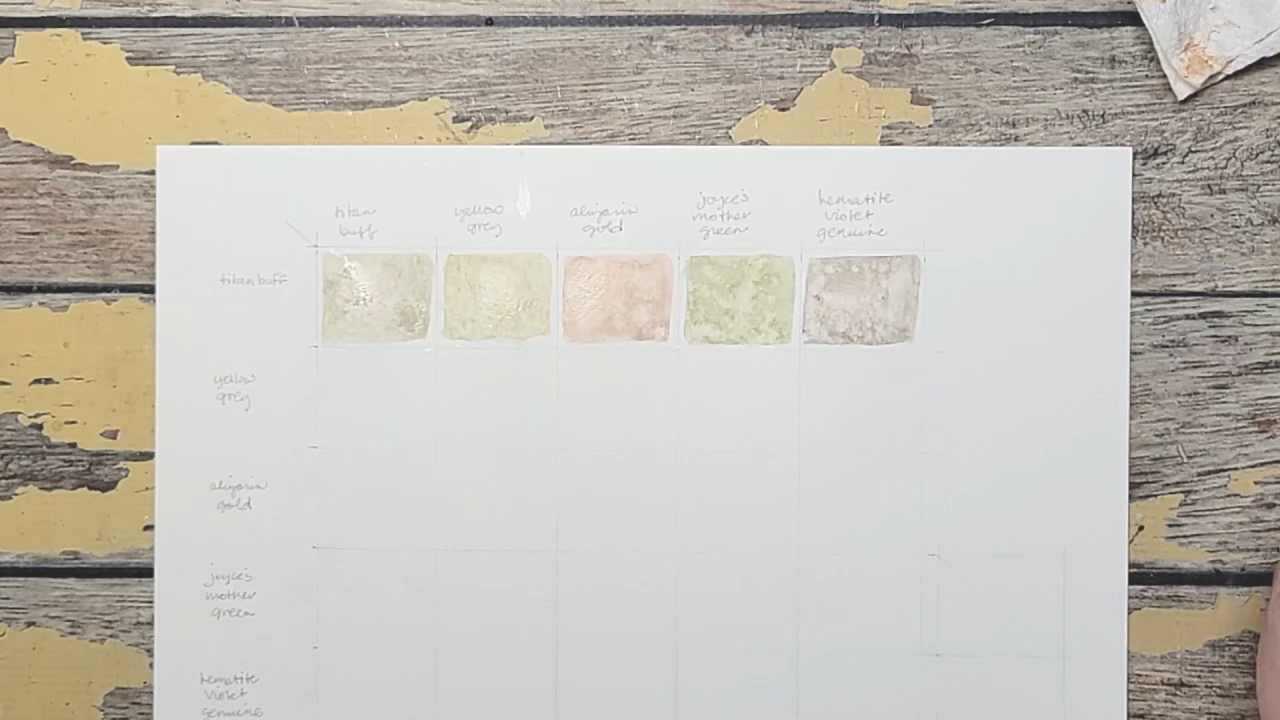 titan
buff
yellow
grey
alizarin
gold
joyce's
mother
green
hematite
violet
genuine
titan buff
yellow
grey
alizarin
gold
joyce's
mother
green
hematite
violet
genuine